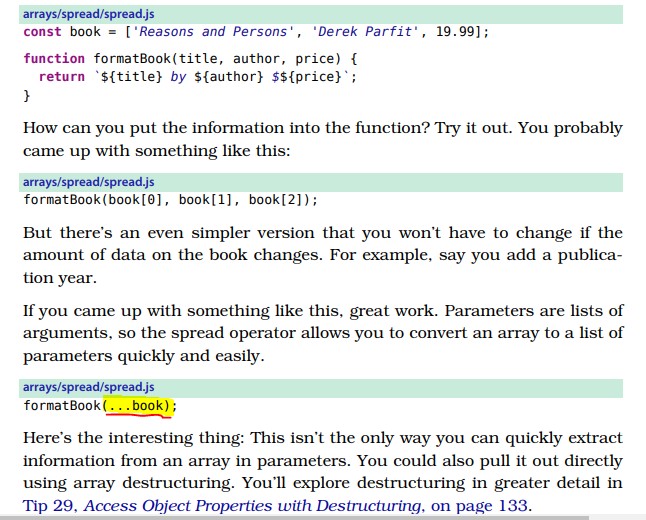 arrays/spread/spread.js
const book = ['Reasons and Persons', 'Derek Parfit', 19.99];
function formatBook(title, author, price) {
return `${title} by ${author} $${price}`;
}
How can you put the information into the function? Try it out. You probably
came up with something like this:
arrays/spread/spread.js
formatBook(book[0], book[1], book[2]);
But there's an even simpler version that you won't have to change if the
amount of data on the book changes. For example, say you add a publica-
tion year.
If you came up with something like this, great work. Parameters are lists of
arguments, so the spread operator allows you to convert an array to a list of
parameters quickly and easily.
arrays/spread/spread.js
formatBook(...book);
Here's the interesting thing: This isn't the only way you can quickly extract
information from an array in parameters. You could also pull it out directly
using array destructuring. You'll explore destructuring in greater detail in
Tip 29, Access Object Properties with Destructuring, on page 133.